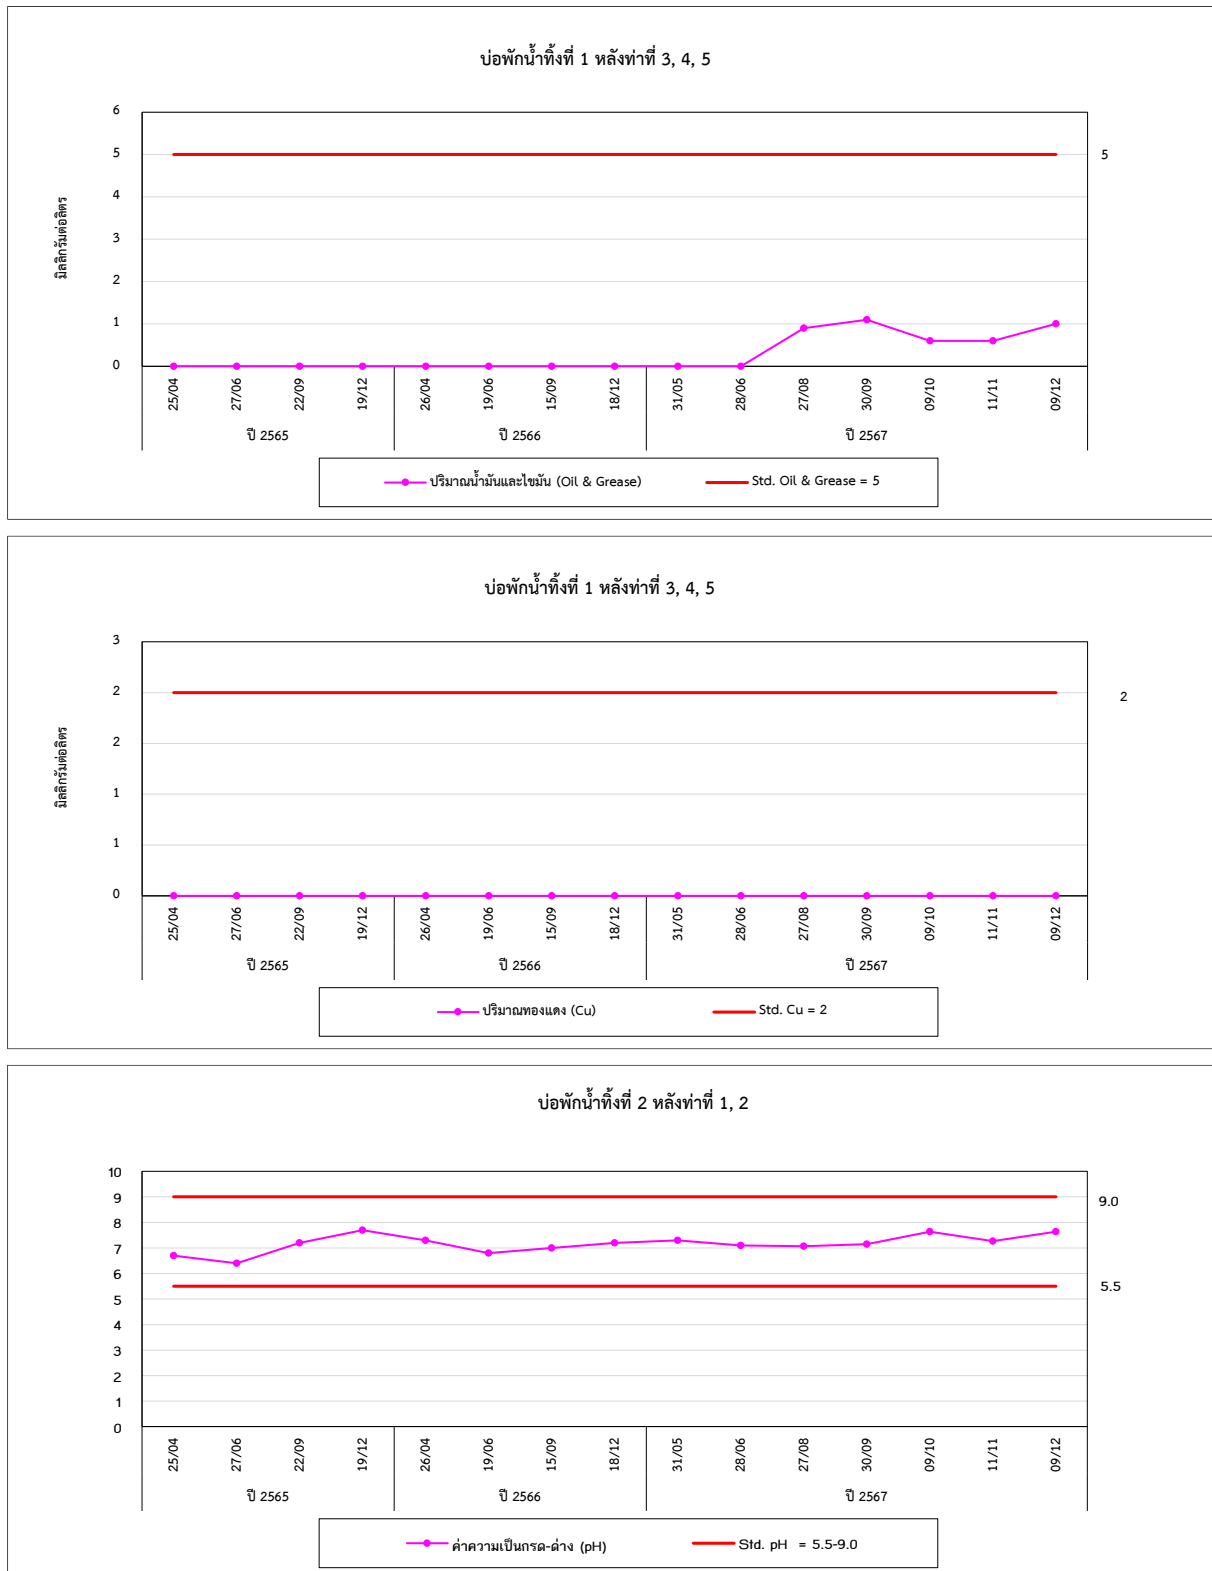 บ่อพักน้ำทิ้งที่ 1 หลังท่าที่ 3, 4, 5
6
5
4
3
2
1
0
มิลลิกรัมต่อลิตร
5
25/04 27/06 22/09 19/12 26/04 19/06 15/09 18/12 31/05 28/06 27/08 30/09 09/10 11/11 09/12
ปี 2565 ปี 2566 ปี 2567
ปริมาณน้ำมันและไขมัน (Oil & Grease) Std. Oil & Grease = 5
บ่อพักน้ำทิ้งที่ 1 หลังท่าที่ 3, 4, 5
3
2
2
1
1
0
มิลลิกรัมต่อลิตร
2
25/04 27/06 22/09 19/12 26/04 19/06 15/09 18/12 31/05 28/06 27/08 30/09 09/10 11/11 09/12
ปี 2565 ปี 2566 ปี 2567
ปริมาณทองแดง (Cu) Std. Cu = 2
บ่อพักน้ำทิ้งที่ 2 หลังท่าที่ 1, 2
10
9
8
7
6
5
4
3
2
1
0
9.0
5.5
25/04 27/06 22/09 19/12 26/04 19/06 15/09 18/12 31/05 28/06 27/08 30/09 09/10 11/11 09/12
ปี 2565 ปี 2566 ปี 2567
ค่าความเป็นกรด-ด่าง (pH) Std. pH = 5.5-9.0